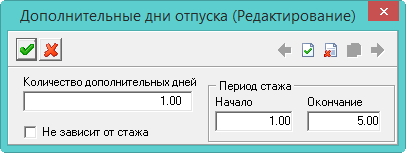 Дополнительные дни отпуска (Редактирование)
Количество дополнительных дней
1.00
Не зависит от стажа
Период стажа
Начало Окончание
1.00 5.00